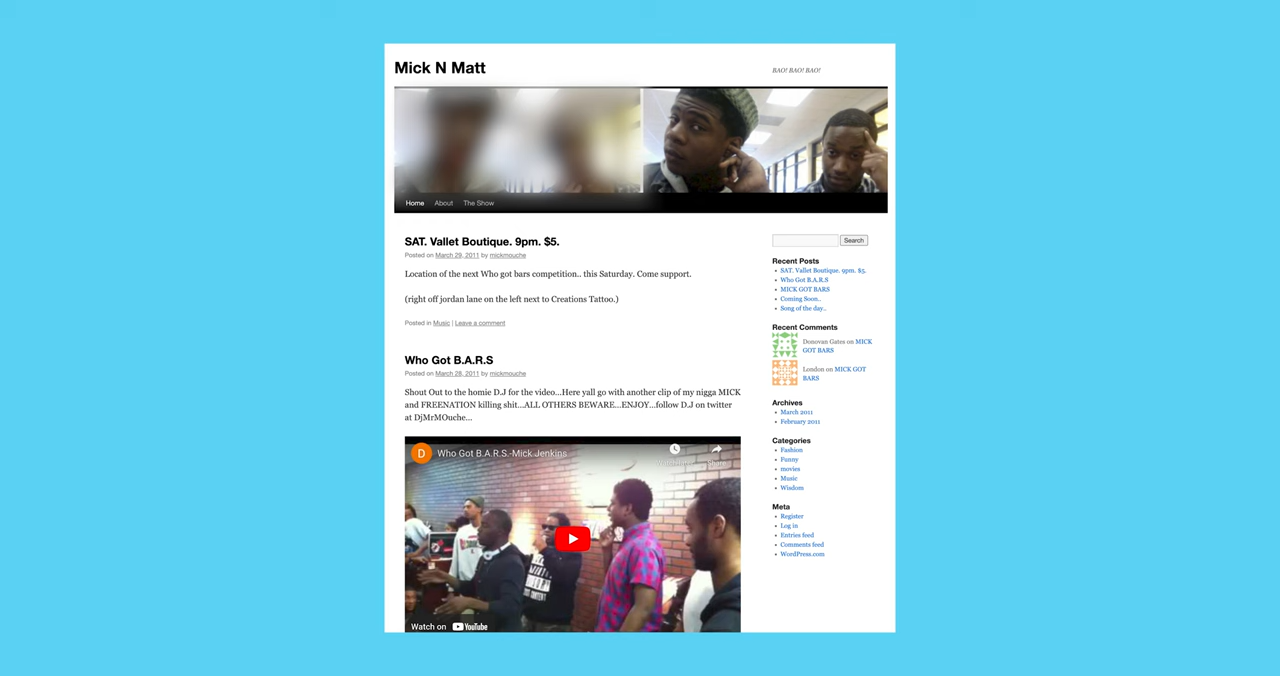 Mick N Matt
BAO! BAO! BAO!
Home About The Show
SAT. Vallet Boutique. 9pm. $5.
Posted on March 29, 2011 by mickmouche
Location of the next Who got bars competition.. this Saturday. Come support.
(right off jordan lane on the left next to Creations Tattoo.)
Posted in Music | Leave a comment
Who Got B.A.R.S
Posted on March 28, 2011 by mickmouche
Shout Out to the homie D.J for the video...Here yall go with another clip of my nigga MICK
and FREENATION killing shit...ALL OTHERS BEWARE...ENJOY...follow D.J on twitter
at DjMrMOuche...
D Who Got B.A.R.S.-Mick Jenkins
Watch on YouTube
Search
Recent Posts
SAT. Vallet Boutique. 9pm. $5.
Who Got B.A.R.S
MICK GOT BARS
Coming Soon..
Song of the day..
Recent Comments
Donovan Gates on MICK
GOT BARS
London on MICK GOT
BARS
Archives
March 2011
February 2011
Categories
Fashion
Funny
movies
Music
Wisdom
Meta
Register
Log in
Entries feed
Comments feed
WordPress.com